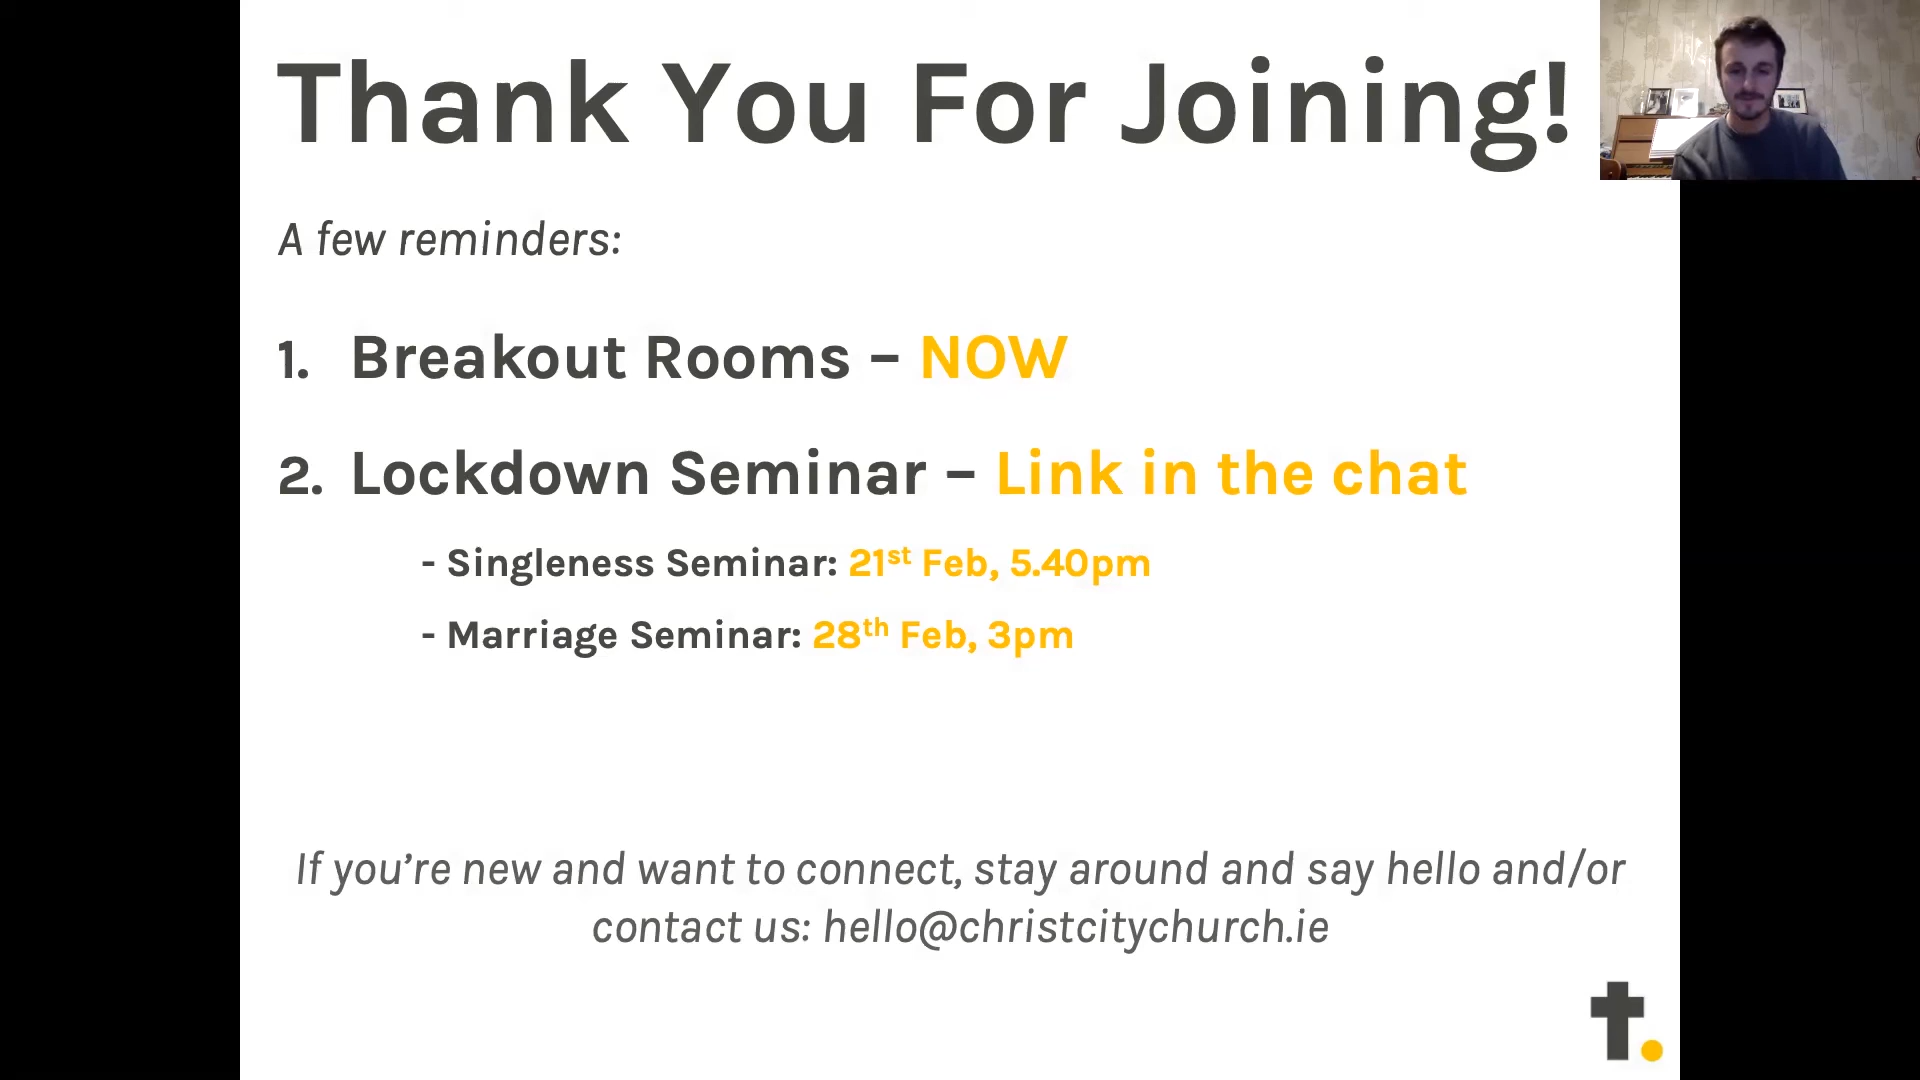 Thank You For Joining!
A few reminders:
1. Breakout Rooms – NOW
2. Lockdown Seminar – Link in the chat
- Singleness Seminar: 21st Feb, 5.40pm
- Marriage Seminar: 28th Feb, 3pm
If you’re new and want to connect, stay around and say hello and/or
contact us: hello@christcitychurch.ie